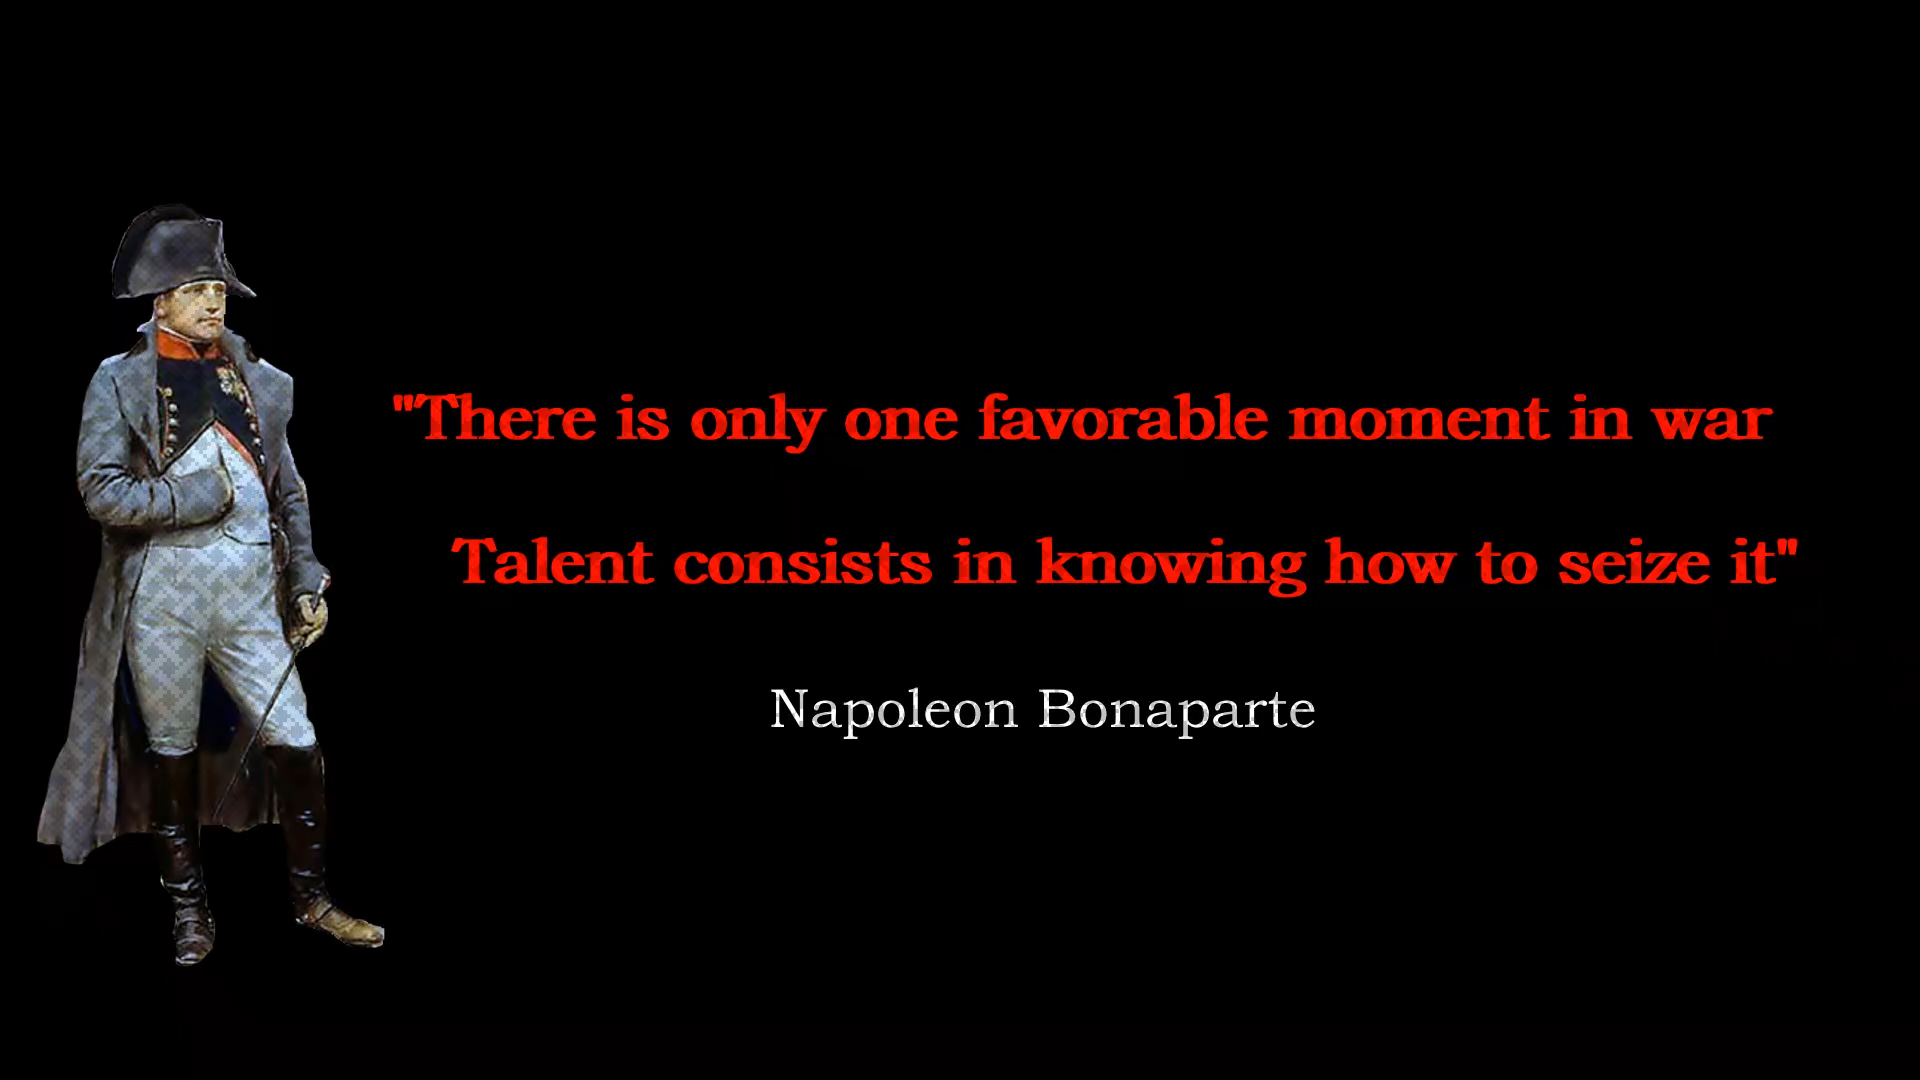 "There is only one favorable moment in war
Talent consists in knowing how to seize it"
Napoleon Bonaparte